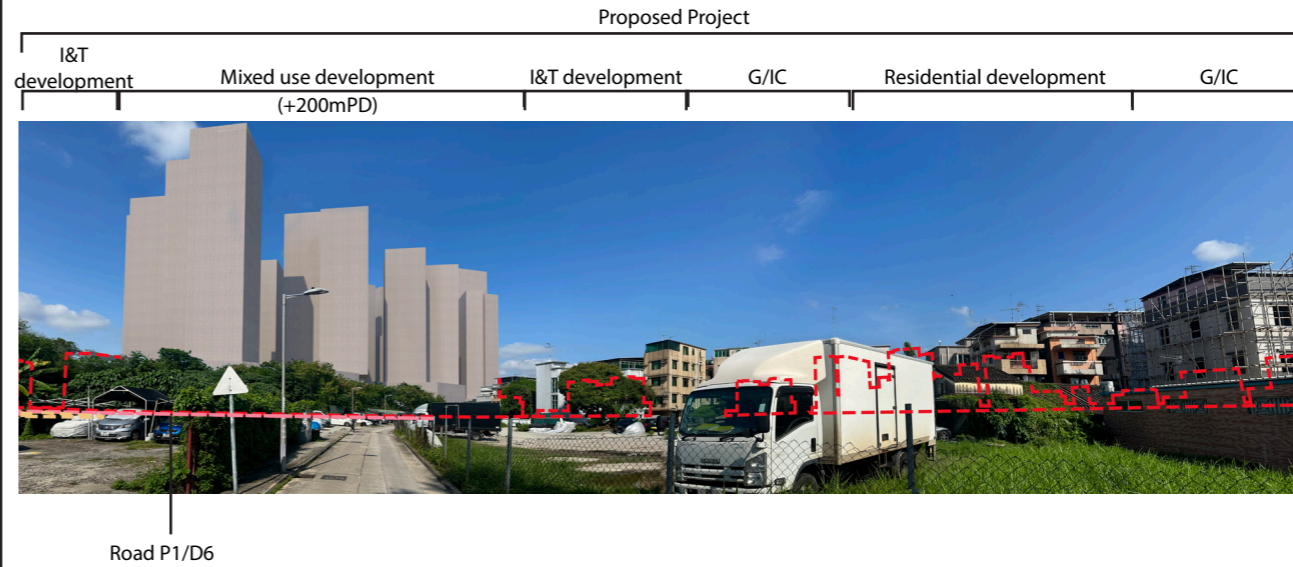 Proposed Project
I&T
development
Mixed use development
(+200mPD)
I&T development
G/IC
Residential development
G/IC
Road P1/D6